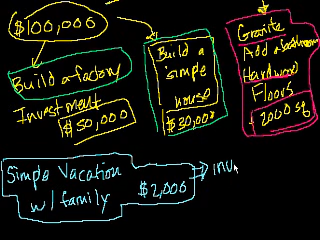 $100,000
Build a factory
Investment
$50,000
Build a
simple
house
$30,000
Granite
Add a bathroom
Hardwood
Floors
+ 2000 sq
Simple Vacation
w/ family
$2,000
inv